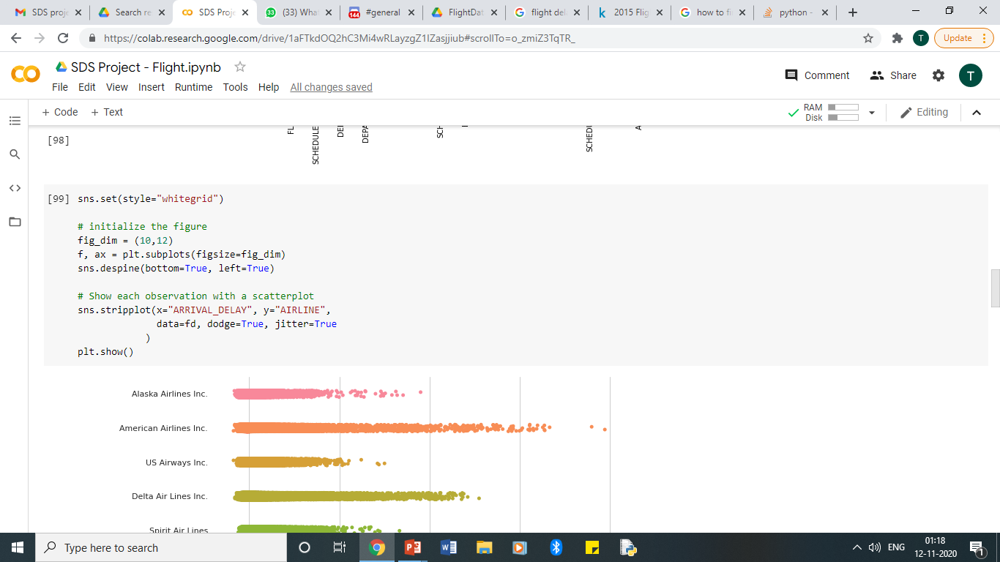 SDS proje
Search re
SDS Proje
(33) What
#general
FlightDat
flight del
2015 Flig
how to fi
python -
https://colab.research.google.com/drive/1aFTkdOQ2hC3Mi4wRLayzgZ1IZasjjiub#scrollTo=o_zmiZ3TqTR_
T
Update
SDS Project - Flight.ipynb
Comment
Share
T
File Edit View Insert Runtime Tools Help All changes saved
+ Code + Text
RAM
Disk
Editing
[98]
FL
SCHEDULE
DEPA
SCH
SCHEDU
A
[99] sns.set(style="whitegrid")
# initialize the figure
fig_dim = (10,12)
f, ax = plt.subplots(figsize=fig_dim)
sns.despine(bottom=True, left=True)
# Show each observation with a scatterplot
sns.stripplot(x="ARRIVAL_DELAY", y="AIRLINE",
data=fd, dodge=True, jitter=True
)
plt.show()
Alaska Airlines Inc.
American Airlines Inc.
US Airways Inc.
Delta Air Lines Inc.
Spirit Air Lines
Type here to search
ENG
01:18
12-11-2020
1